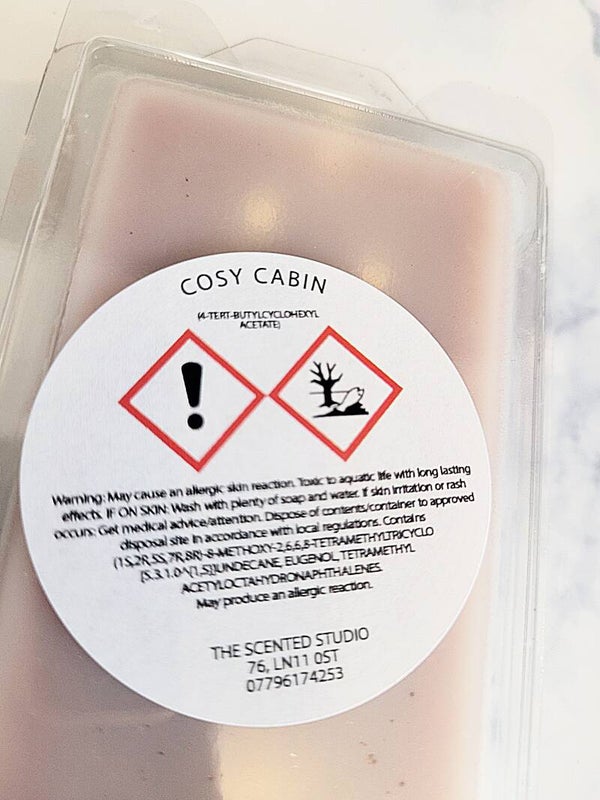 COSY CABIN
(4-TERT-BUTYLCYCLOHEXYL
ACETATE)
Warning: May cause an allergic skin reaction. Toxic to aquatic life with long lasting
effects. IF ON SKIN: Wash with plenty of soap and water. If skin irritation or rash
occurs: Get medical advice/attention. Dispose of contents/container to approved
disposal site in accordance with local regulations. Contains
(1S,2R,5S,7R,8R)-8-METHOXY-2,6,6,8-TETRAMETHYLTRICYCLO
[5.3.1.0^(1,5)]UNDECANE, EUGENOL, TETRAMETHYL
ACETYLOCTAHYDRONAPHTHALENES.
May produce an allergic reaction.
THE SCENTED STUDIO
76, LN11 0ST
07796174253